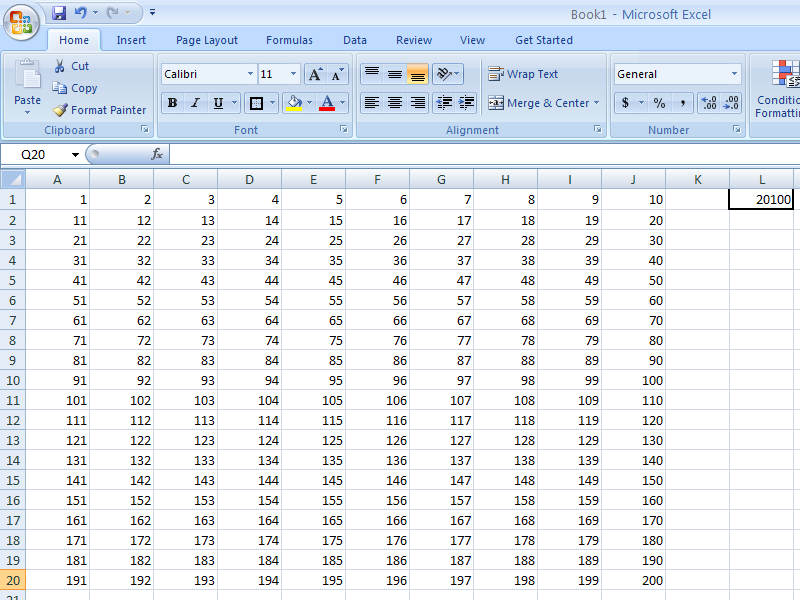 Book1 - Microsoft Excel
Home Insert Page Layout Formulas Data Review View Get Started
Paste Cut Copy Format Painter
Clipboard
Calibri 11 A A
B I U A
Font
Wrap Text
Merge & Center
Alignment
General
$ % , .0 .00 .00 .0
Number
Conditio
Formattin
Q20 fx
A B C D E F G H I J K L
1 1 2 3 4 5 6 7 8 9 10 20100
2 11 12 13 14 15 16 17 18 19 20
3 21 22 23 24 25 26 27 28 29 30
4 31 32 33 34 35 36 37 38 39 40
5 41 42 43 44 45 46 47 48 49 50
6 51 52 53 54 55 56 57 58 59 60
7 61 62 63 64 65 66 67 68 69 70
8 71 72 73 74 75 76 77 78 79 80
9 81 82 83 84 85 86 87 88 89 90
10 91 92 93 94 95 96 97 98 99 100
11 101 102 103 104 105 106 107 108 109 110
12 111 112 113 114 115 116 117 118 119 120
13 121 122 123 124 125 126 127 128 129 130
14 131 132 133 134 135 136 137 138 139 140
15 141 142 143 144 145 146 147 148 149 150
16 151 152 153 154 155 156 157 158 159 160
17 161 162 163 164 165 166 167 168 169 170
18 171 172 173 174 175 176 177 178 179 180
19 181 182 183 184 185 186 187 188 189 190
20 191 192 193 194 195 196 197 198 199 200
21